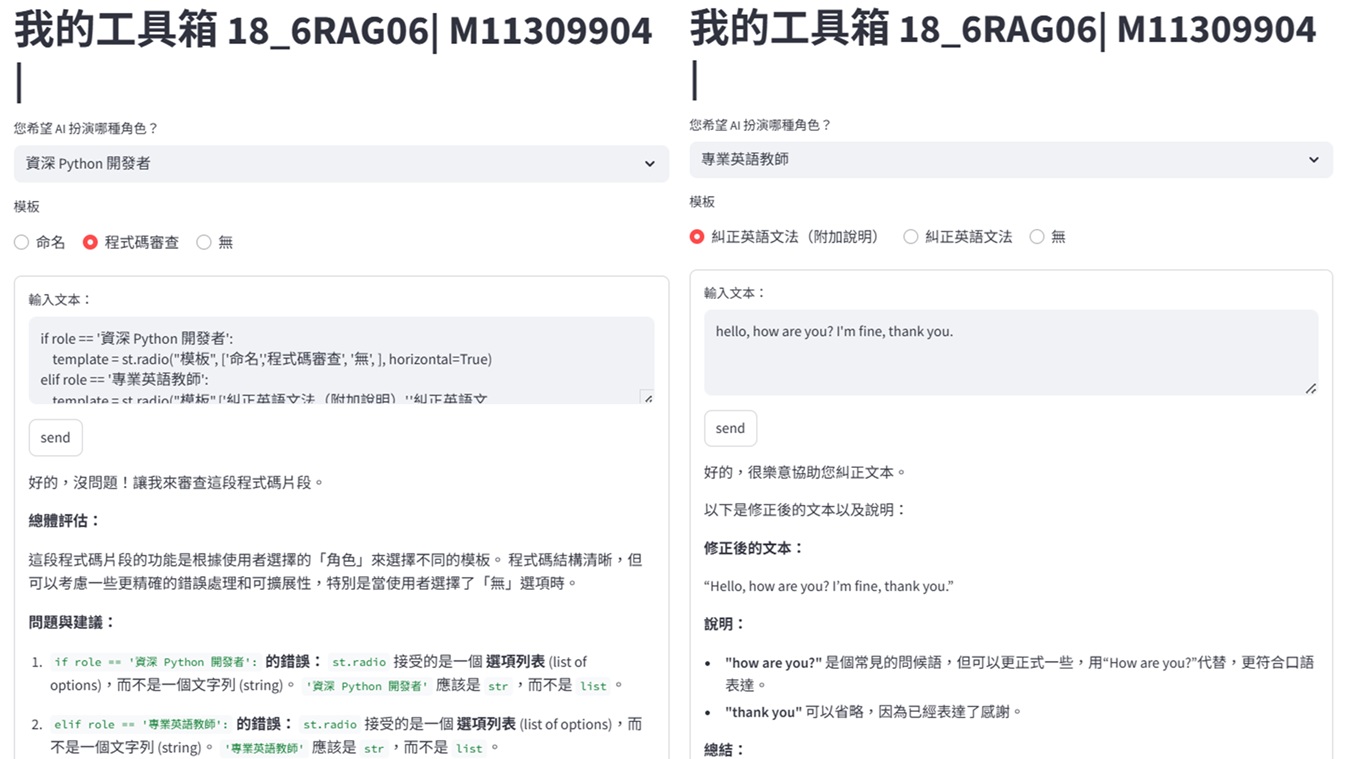 我的工具箱 18_6RAG06| M11309904
|
您希望 AI 扮演哪種角色？
資深 Python 開發者
模板
命名 程式碼審查 無
輸入文本：
if role == '資深 Python 開發者':
template = st.radio("模板", ['命名','程式碼審查', '無', ], horizontal=True)
elif role == '專業英語教師':
template = st.radio("模板",['糾正英語文法（附加說明）','糾正英語文
send
好的，沒問題！讓我來審查這段程式碼片段。
總體評估：
這段程式碼片段的功能是根據使用者選擇的「角色」來選擇不同的模板。 程式碼結構清晰，但
可以考慮一些更精確的錯誤處理和可擴展性，特別是當使用者選擇了「無」選項時。
問題與建議：
1. if role == '資深 Python 開發者': 的錯誤： st.radio 接受的是一個 選項列表 (list of
options)，而不是一個文字列 (string)。 '資深 Python 開發者' 應該是 str ，而不是 list 。
2. elif role == '專業英語教師': 的錯誤： st.radio 接受的是一個 選項列表 (list of options)，而
不是一個文字列 (string)。 '專業英語教師' 應該是 str ，而不是 list 。
我的工具箱 18_6RAG06| M11309904
|
您希望 AI 扮演哪種角色？
專業英語教師
模板
糾正英語文法（附加說明） 糾正英語文法 無
輸入文本：
hello, how are you? I'm fine, thank you.
send
好的，很樂意協助您糾正文本。
以下是修正後的文本以及說明：
修正後的文本：
“Hello, how are you? I’m fine, thank you.”
說明：
• "how are you?" 是個常見的問候語，但可以更正式一些，用“How are you?”代替，更符合口語
表達。
• "thank you" 可以省略，因為已經表達了感謝。
總結：